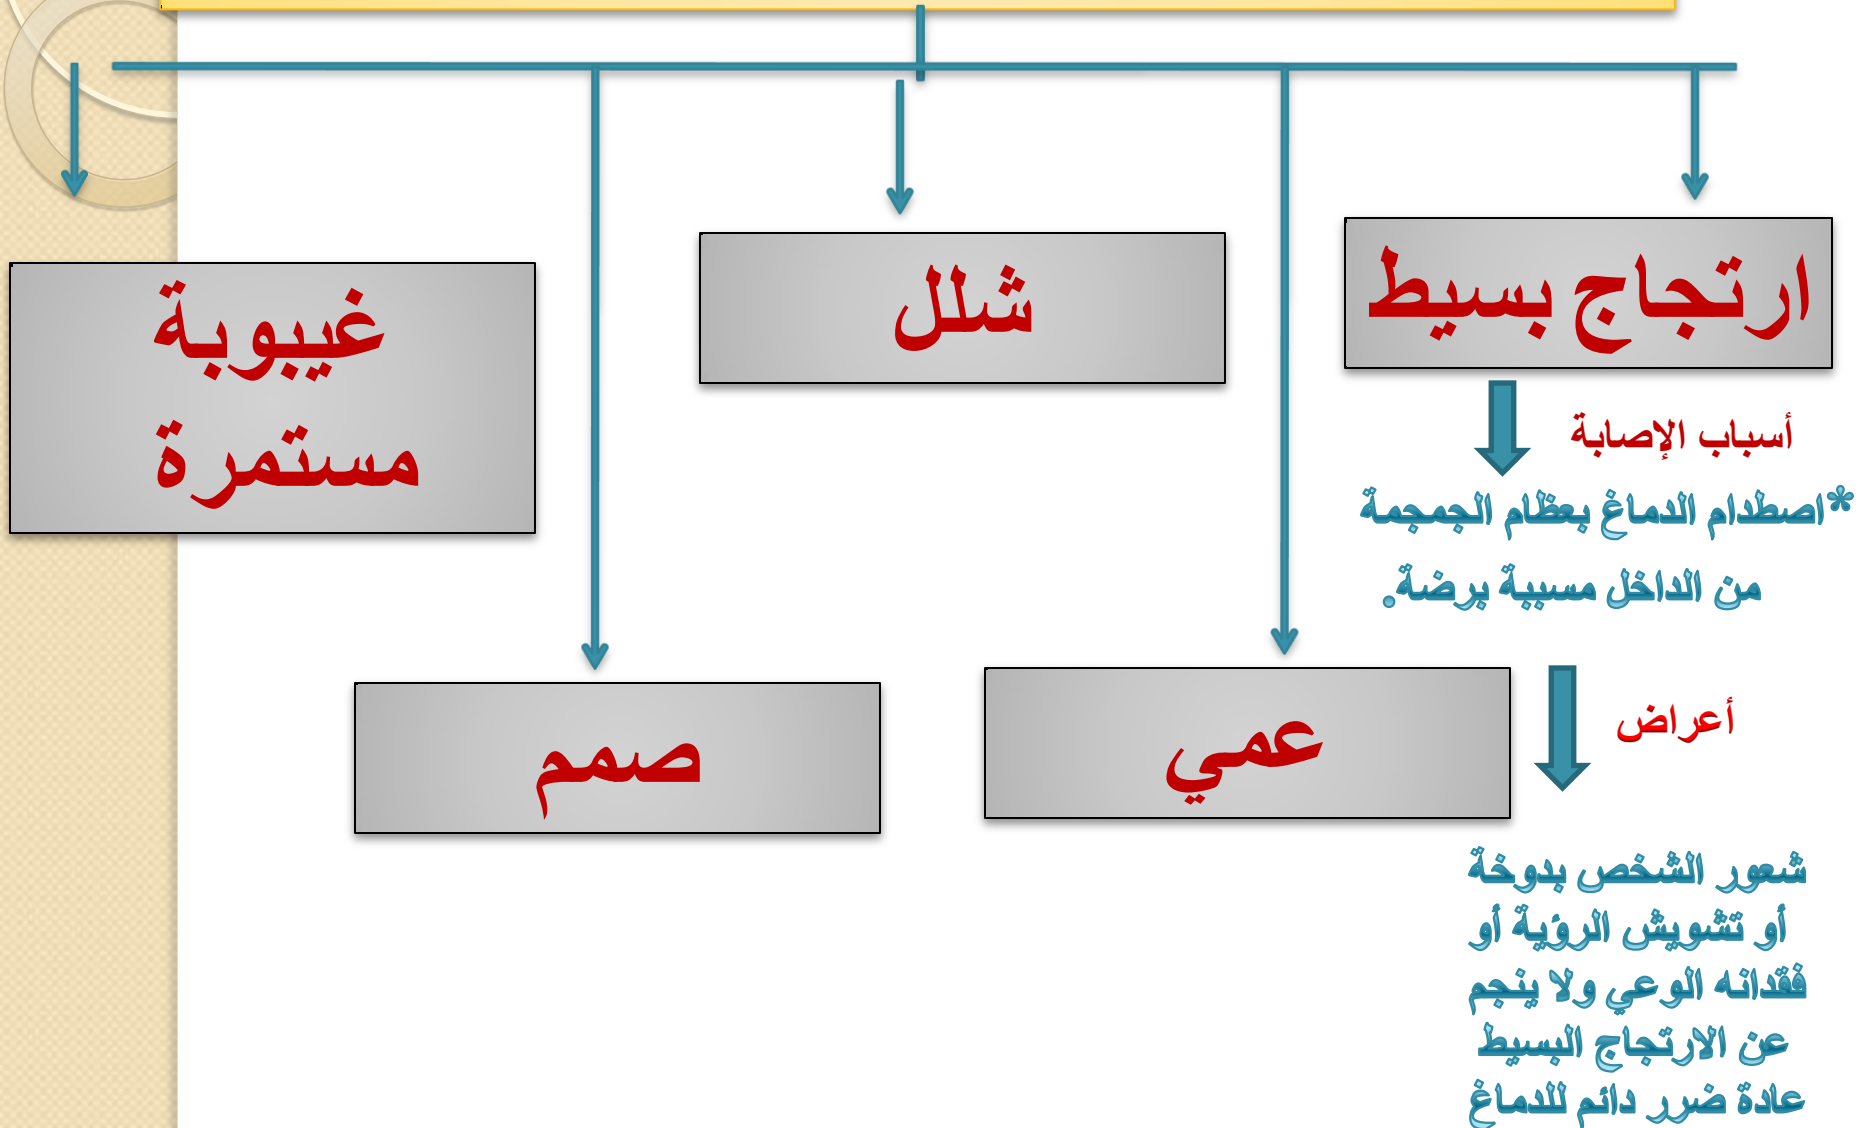 ارتجاج بسيط
أسباب الإصابة
*اصطدام الدماغ بعظام الجمجمة
من الداخل مسببة برضة.
أعراض
شعور الشخص بدوخة
أو تشويش الرؤية أو
فقدانه الوعي ولا ينجم
عن الارتجاج البسيط
عادة ضرر دائم للدماغ
عمي
شلل
صمم
غيبوبة
مستمرة